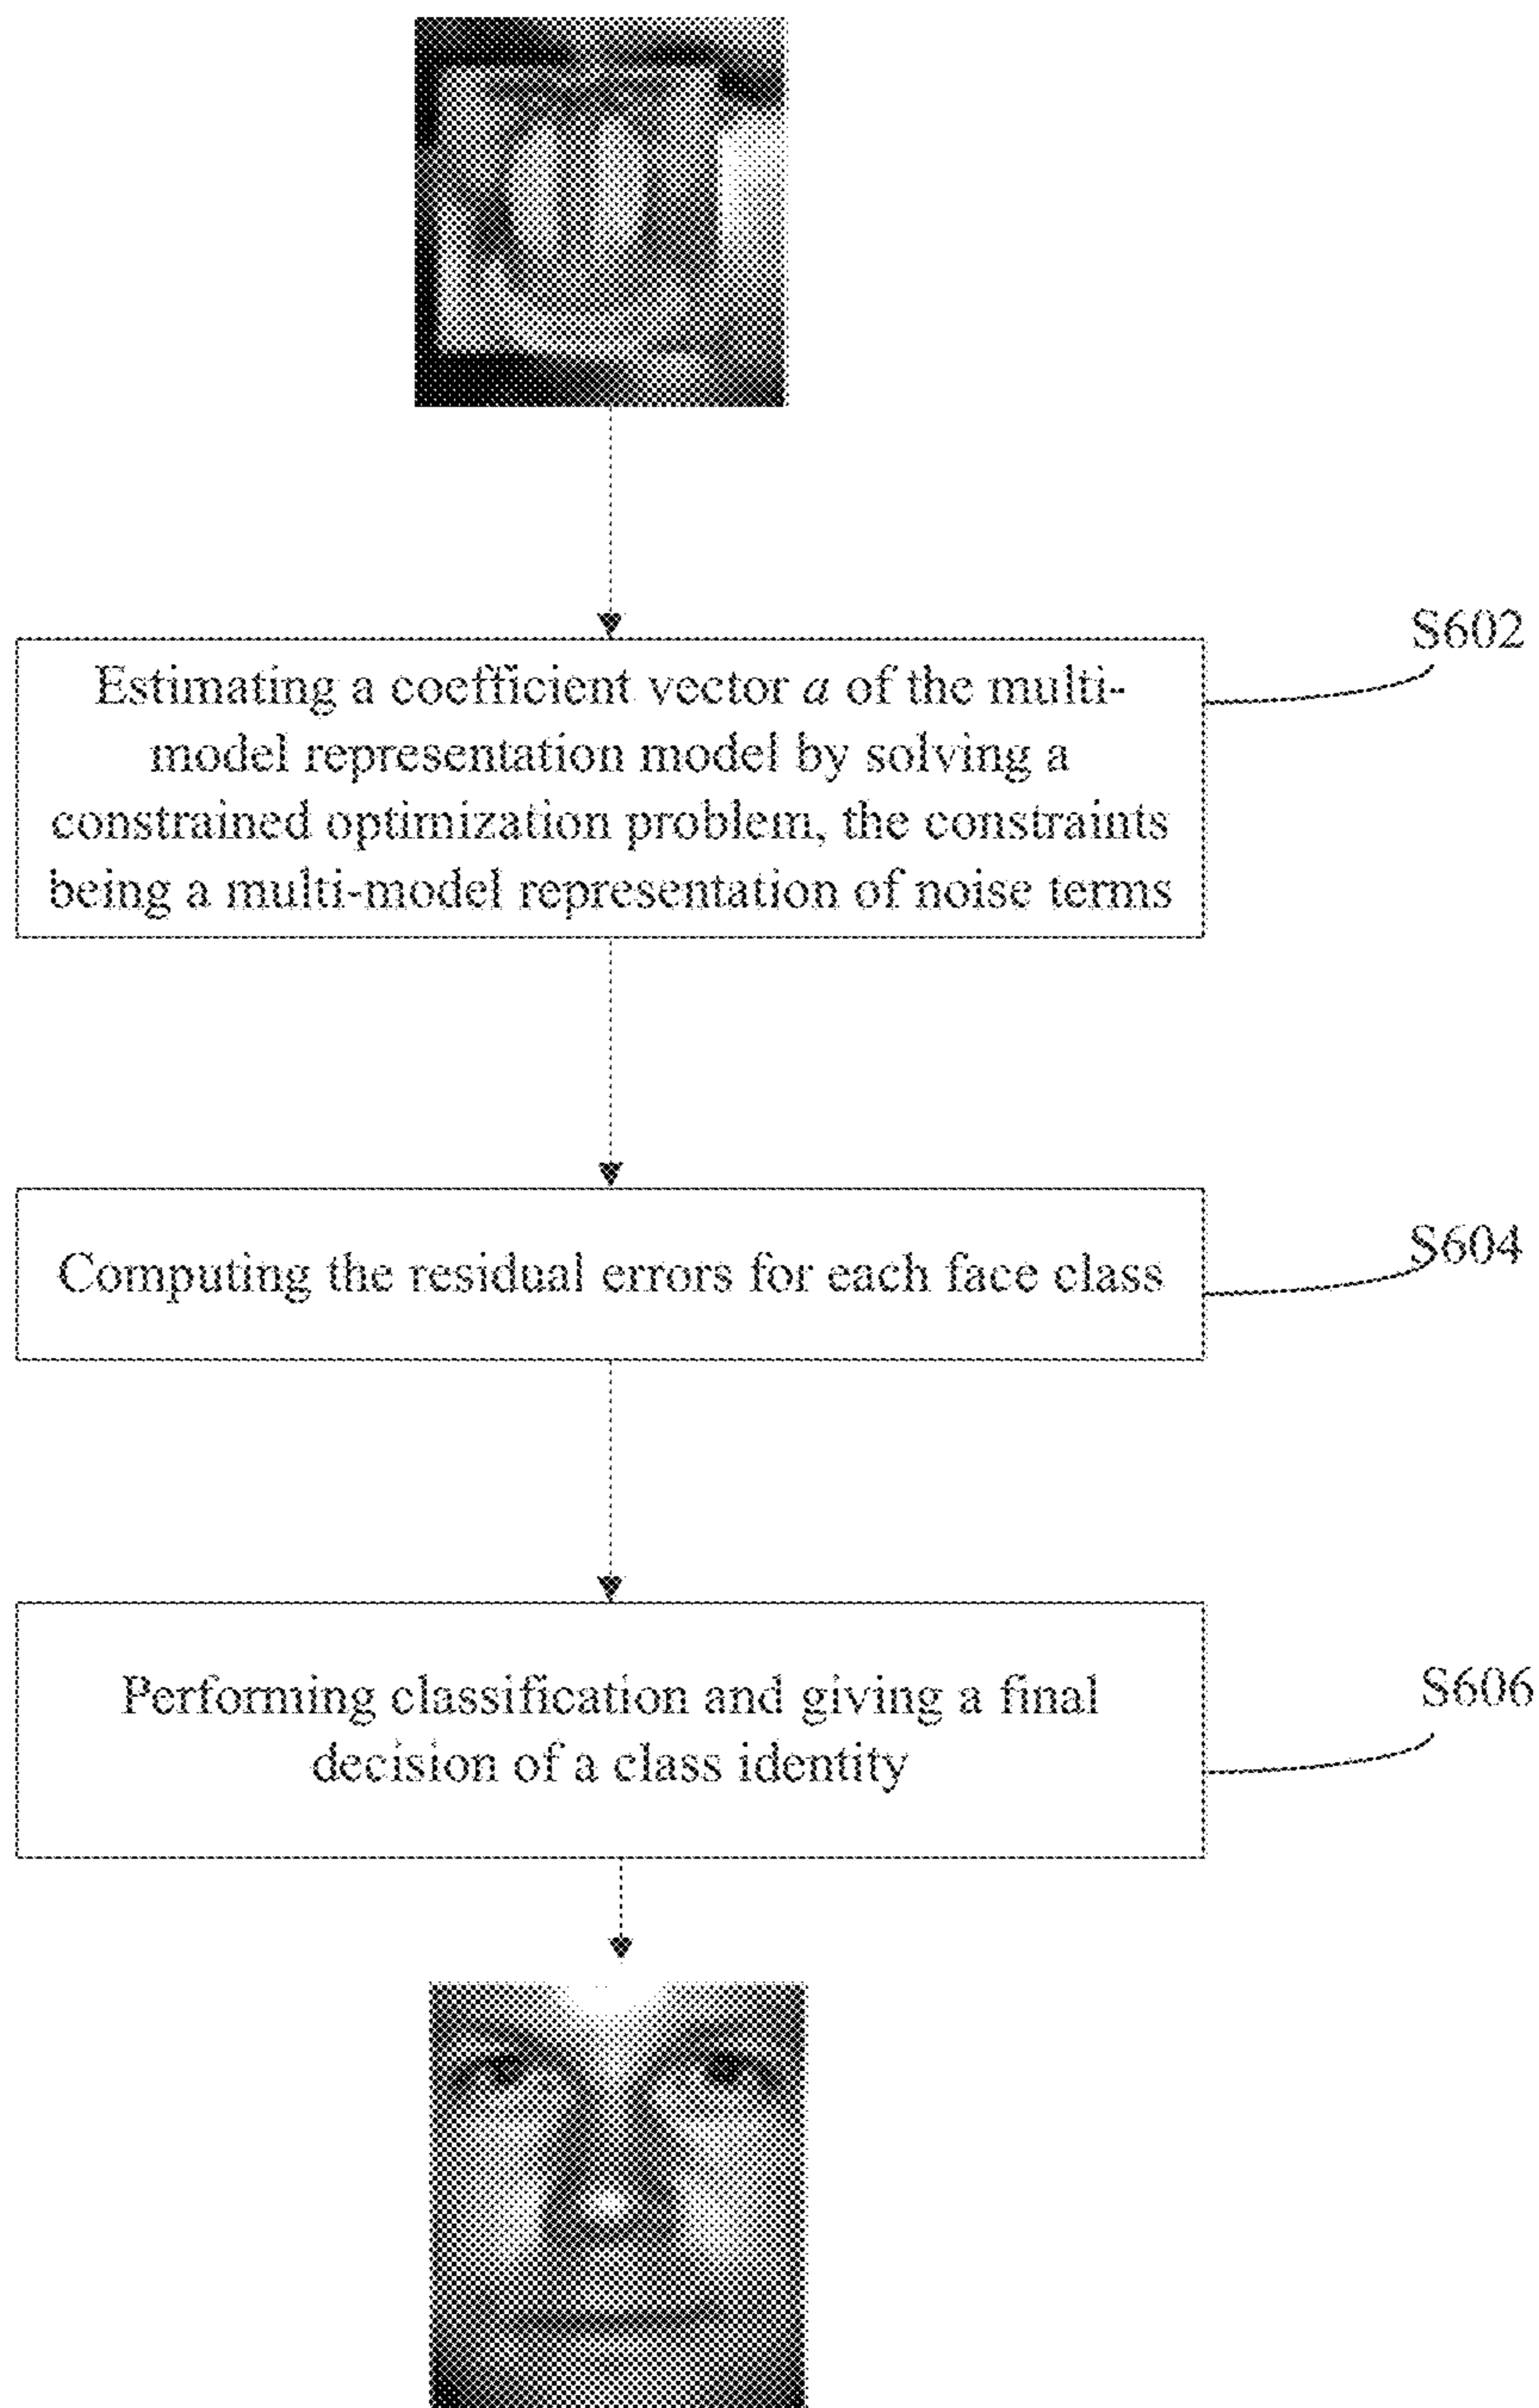 S602
Estimating a coefficient vector a of the multi-
model representation model by solving a
constrained optimization problem, the constraints
being a multi-model representation of noise terms
S604
Computing the residual errors for each face class
S606
Performing classification and giving a final
decision of a class identity